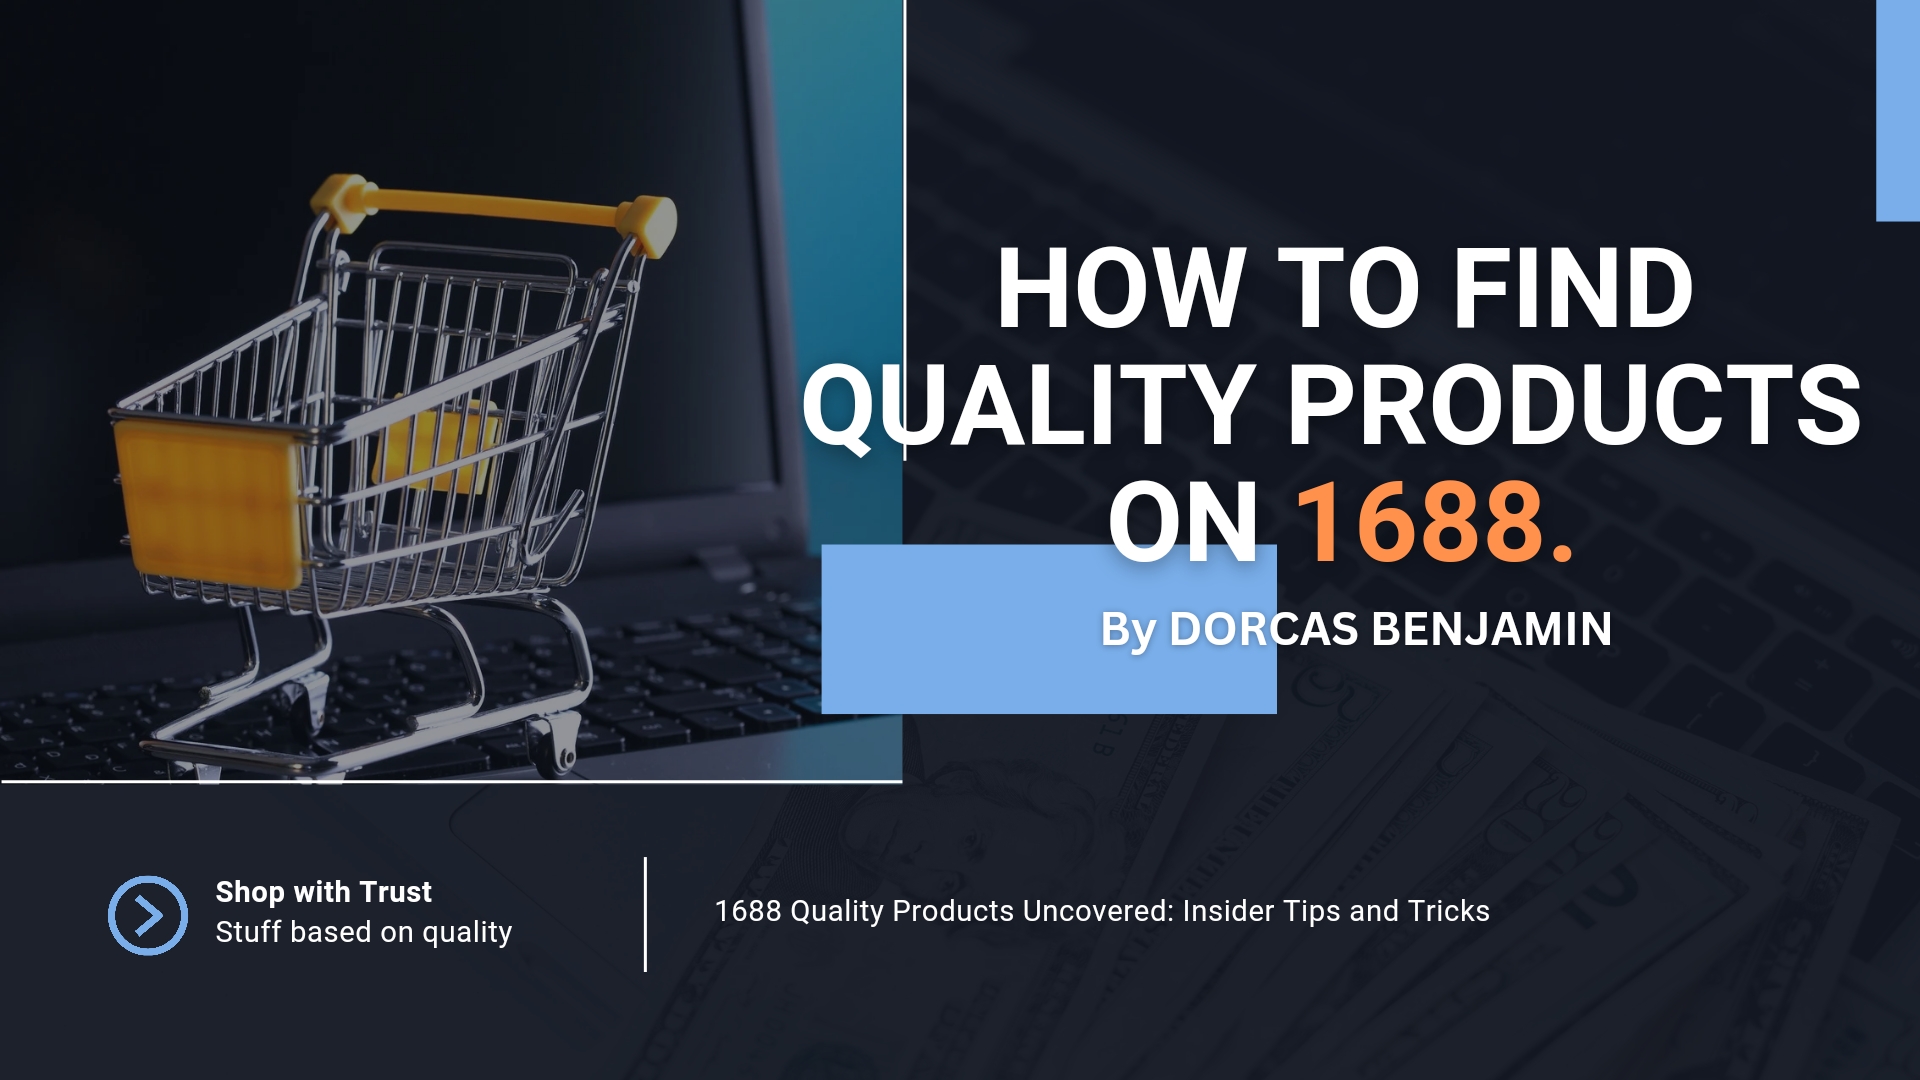 HOW TO FIND
QUALITY PRODUCTS
ON 1688.
By DORCAS BENJAMIN
Shop with Trust
Stuff based on quality
1688 Quality Products Uncovered: Insider Tips and Tricks